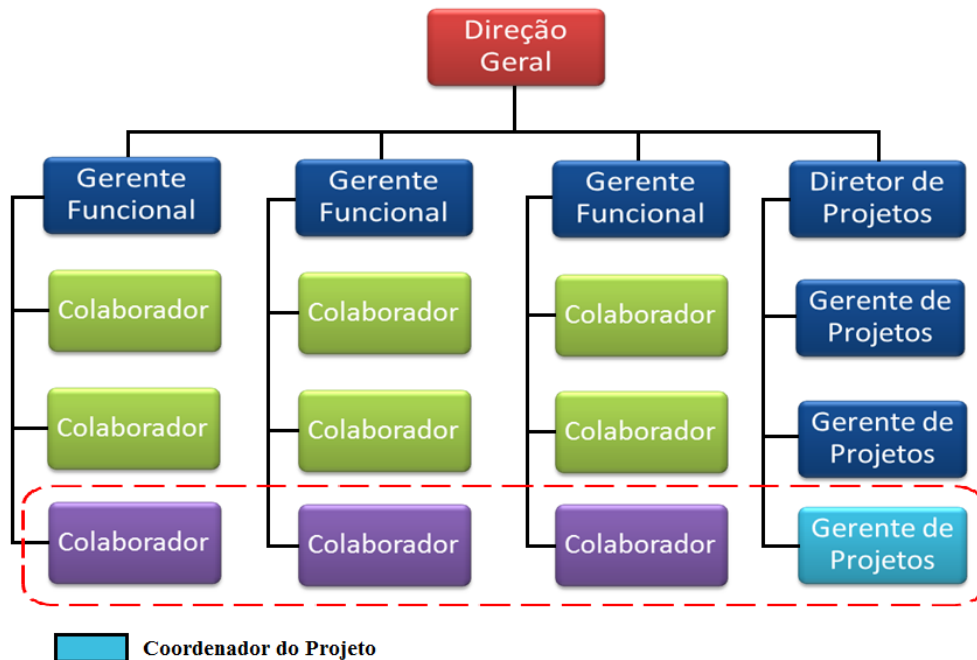 Direção
Geral
Gerente
Funcional
Gerente
Funcional
Gerente
Funcional
Diretor de
Projetos
Colaborador
Colaborador
Colaborador
Gerente de
Projetos
Colaborador
Colaborador
Colaborador
Gerente de
Projetos
Colaborador
Colaborador
Colaborador
Gerente de
Projetos
Coordenador do Projeto